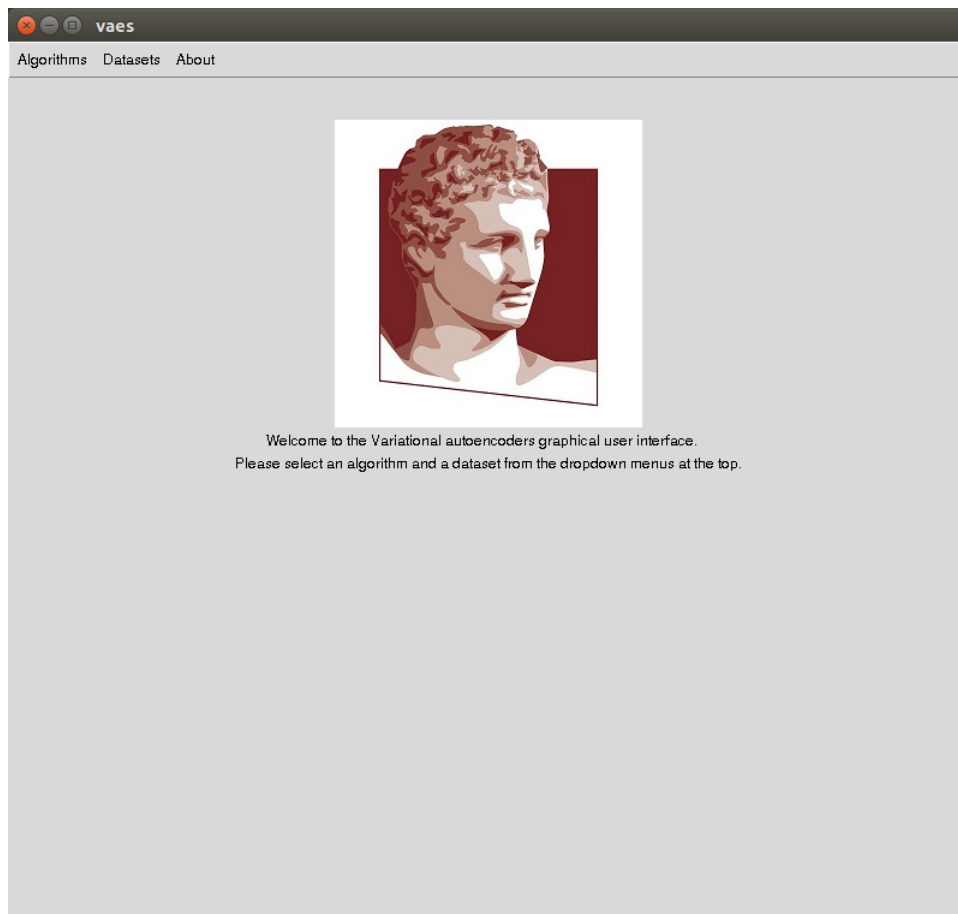 vaes
Algorithms Datasets About
Welcome to the Variational autoencoders graphical user interface.
Please select an algorithm and a dataset from the dropdown menus at the top.